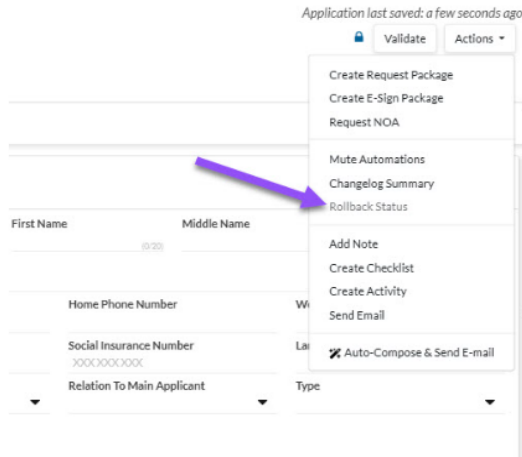 Application last saved: a few seconds ago
Validate Actions
Create Request Package
Create E-Sign Package
Request NOA
Mute Automations
Changelog Summary
Rollback Status
First Name Middle Name
(0/20)
Add Note
Create Checklist
Create Activity
Send Email
Home Phone Number
Social Insurance Number
XXX XXX XXX
Auto-Compose & Send E-mail
Relation To Main Applicant Type